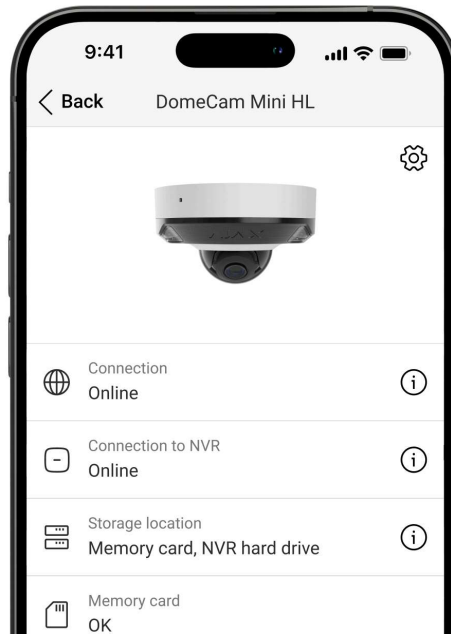 9:41
Back
DomeCam Mini HL
AJAX
Connection
Online
Connection to NVR
Online
Storage location
Memory card, NVR hard drive
Memory card
OK